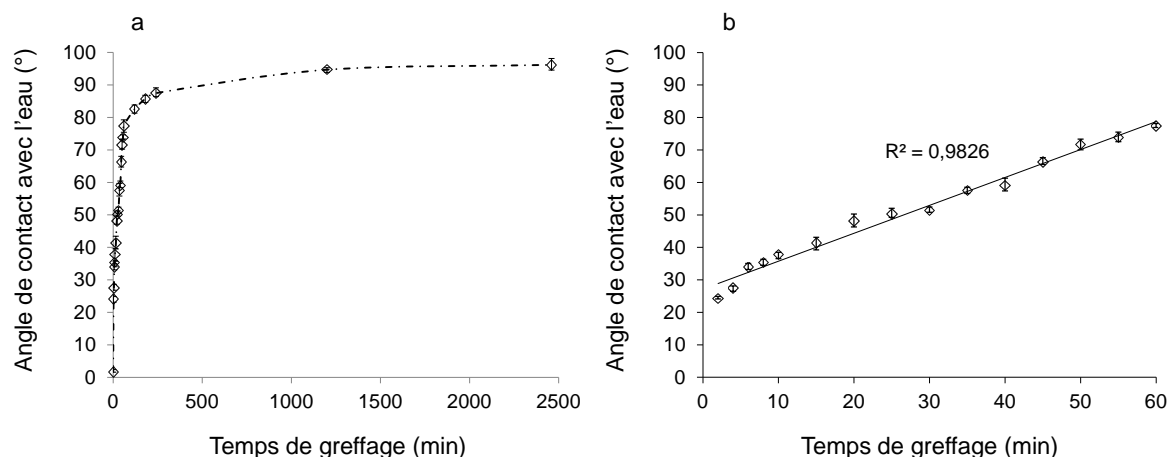 a
Angle de contact avec l'eau (°)
100
90
80
70
60
50
40
30
20
10
0
0 500 1000 1500 2000 2500
Temps de greffage (min)
b
Angle de contact avec l'eau (°)
100
90
80
70
60
50
40
30
20
10
0
R² = 0,9826
0 10 20 30 40 50 60
Temps de greffage (min)